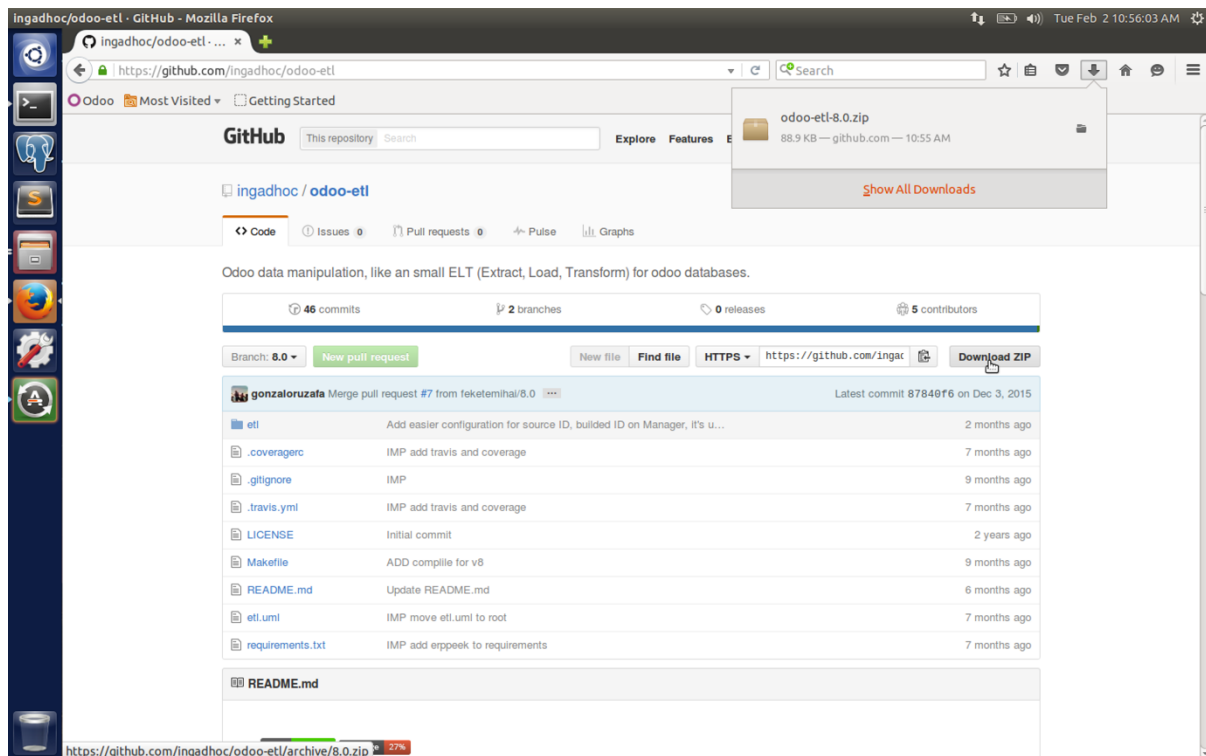 ingadhoc/odoo-etl · GitHub - Mozilla Firefox
Tue Feb 2 10:56:03 AM
ingadhoc/odoo-etl · ...
https://github.com/ingadhoc/odoo-etl
Search
Odoo Most Visited Getting Started
odoo-etl-8.0.zip
88.9 KB — github.com — 10:55 AM
Show All Downloads
GitHub This repository Search Explore Features
ingadhoc / odoo-etl
Code Issues 0 Pull requests 0 Pulse Graphs
Odoo data manipulation, like an small ELT (Extract, Load, Transform) for odoo databases.
46 commits 2 branches 0 releases 5 contributors
Branch: 8.0 New pull request New file Find file HTTPS https://github.com/ingac Download ZIP
gonzaloruzafa Merge pull request #7 from feketemihai/8.0 ... Latest commit 87840f6 on Dec 3, 2015
etl Add easier configuration for source ID, builded ID on Manager, it's u... 2 months ago
.coveragerc IMP add travis and coverage 7 months ago
.gitignore IMP 9 months ago
.travis.yml IMP add travis and coverage 7 months ago
LICENSE Initial commit 2 years ago
Makefile ADD complile for v8 9 months ago
README.md Update README.md 6 months ago
etl.uml IMP move etl.uml to root 7 months ago
requirements.txt IMP add erppeek to requirements 7 months ago
README.md
27%
https://github.com/ingadhoc/odoo-etl/archive/8.0.zip